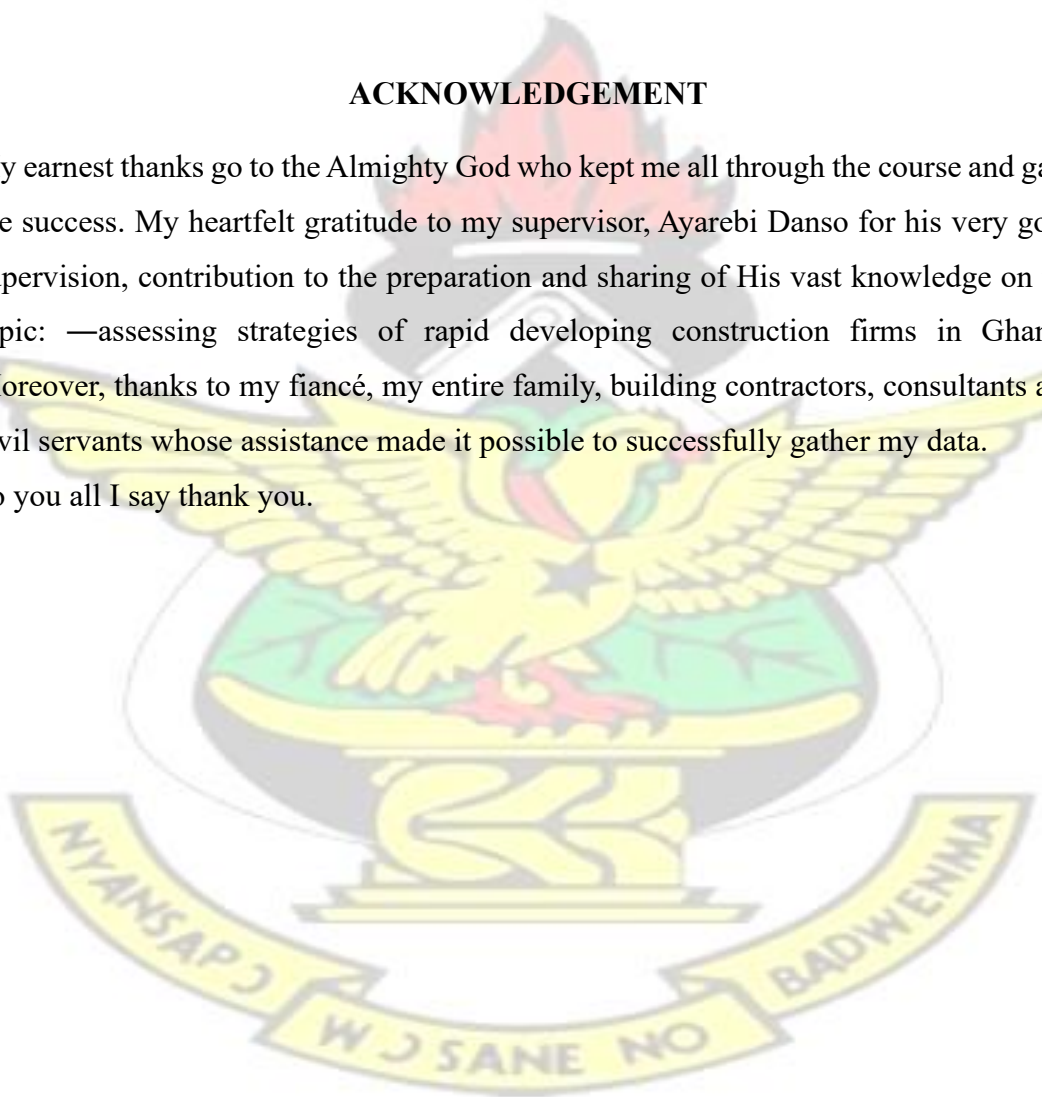 ACKNOWLEDGEMENT
y earnest thanks go to the Almighty God who kept me all through the course and ga
e success. My heartfelt gratitude to my supervisor, Ayarebi Danso for his very go
pervision, contribution to the preparation and sharing of His vast knowledge on
pic: —assessing strategies of rapid developing construction firms in Ghan
oreover, thanks to my fiancé, my entire family, building contractors, consultants a
vil servants whose assistance made it possible to successfully gather my data.
o you all I say thank you.
NYANSAPƆ
WƆSANE NO
BADWENMA